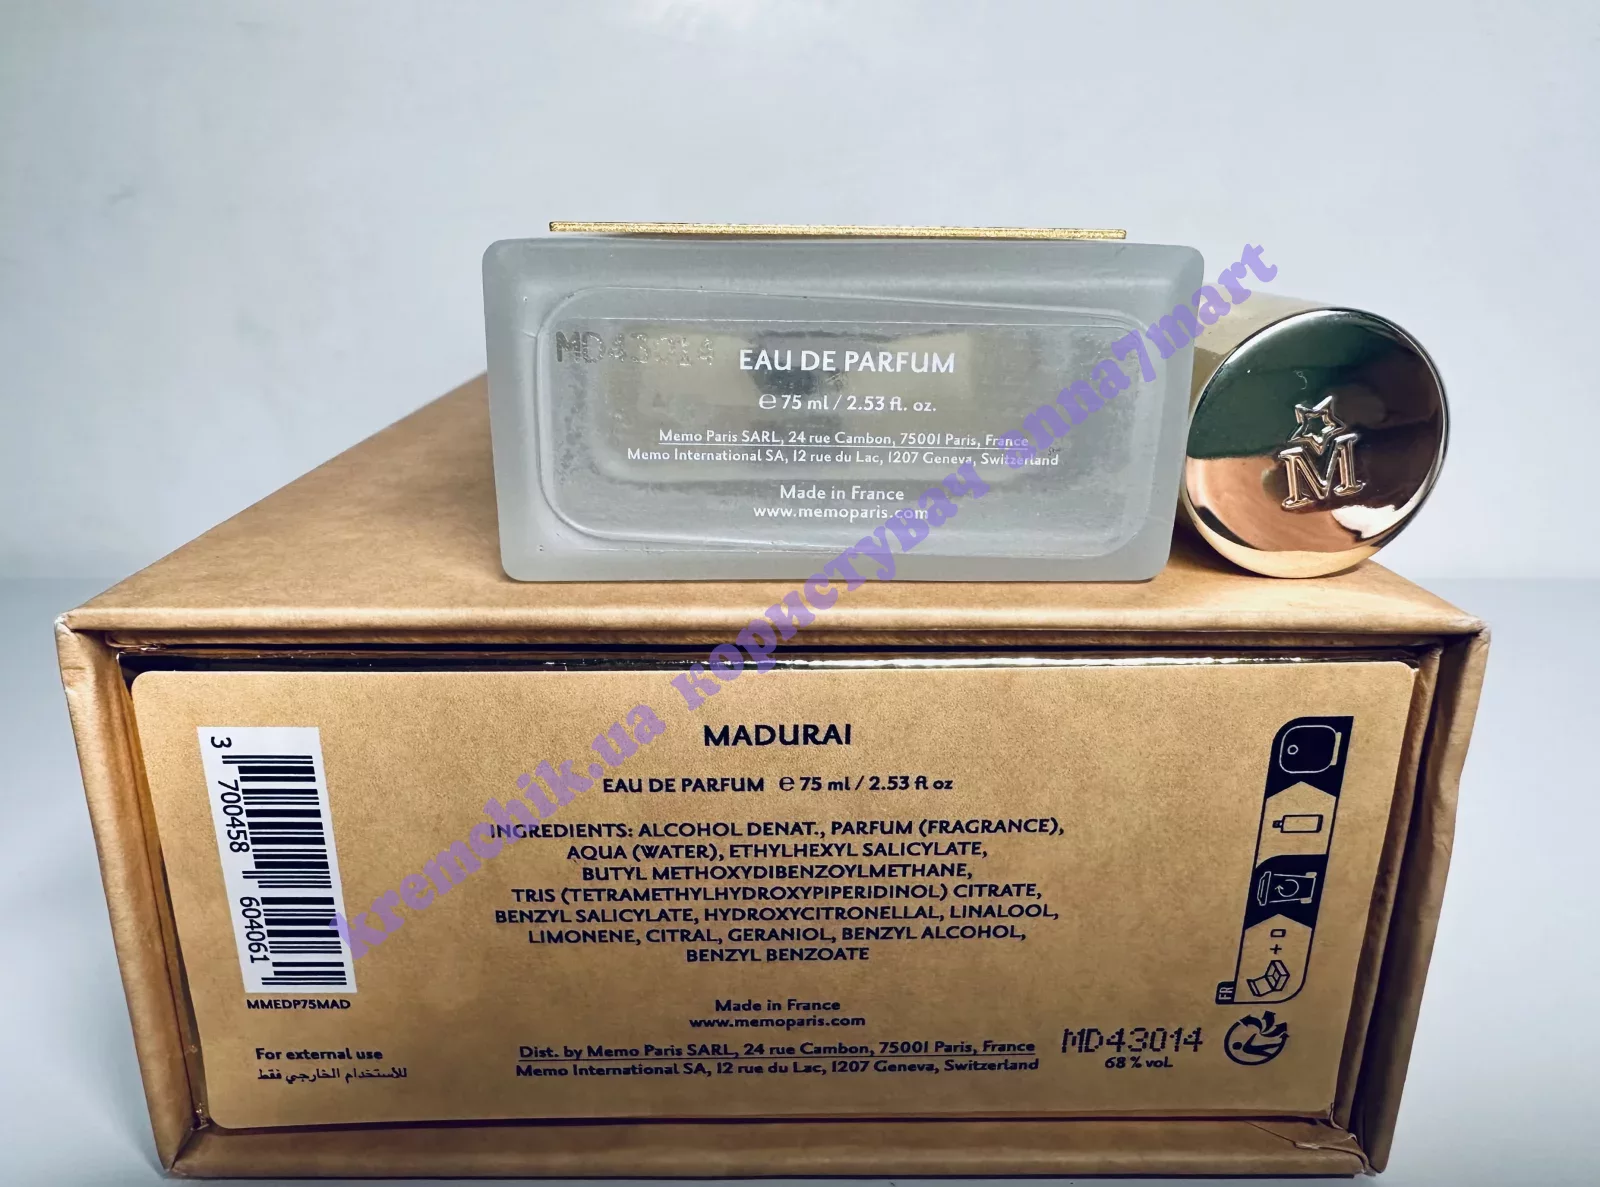 MD43014
EAU DE PARFUM
℮ 75 ml / 2.53 fl. oz.
Memo Paris SARL, 24 rue Cambon, 75001 Paris, France
Memo International SA, 12 rue du Lac, 1207 Geneva, Switzerland
Made in France
www.memoparis.com
M
kremchik.ua користувач anna7mart
MADURAI
EAU DE PARFUM ℮ 75 ml / 2.53 fl oz
INGREDIENTS: ALCOHOL DENAT., PARFUM (FRAGRANCE),
AQUA (WATER), ETHYLHEXYL SALICYLATE,
BUTYL METHOXYDIBENZOYLMETHANE,
TRIS (TETRAMETHYLHYDROXYPIPERIDINOL) CITRATE,
BENZYL SALICYLATE, HYDROXYCITRONELLAL, LINALOOL,
LIMONENE, CITRAL, GERANIOL, BENZYL ALCOHOL,
BENZYL BENZOATE
Made in France
www.memoparis.com
Dist. by Memo Paris SARL, 24 rue Cambon, 75001 Paris, France
Memo International SA, 12 rue du Lac, 1207 Geneva, Switzerland
3 700458 604061
MMEDP75MAD
For external use
للاستخدام الخارجي فقط
FR
MD43014
68 % vol.